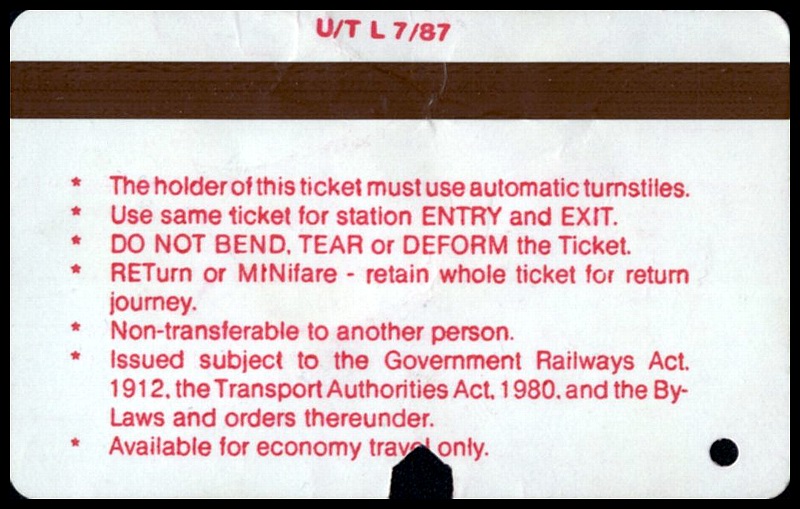 U/T L 7/87
* The holder of this ticket must use automatic turnstiles.
* Use same ticket for station ENTRY and EXIT.
* DO NOT BEND, TEAR or DEFORM the Ticket.
* RETurn or MINifare - retain whole ticket for return
journey.
* Non-transferable to another person.
* Issued subject to the Government Railways Act.
1912, the Transport Authorities Act, 1980, and the By-
Laws and orders thereunder.
* Available for economy travel only.